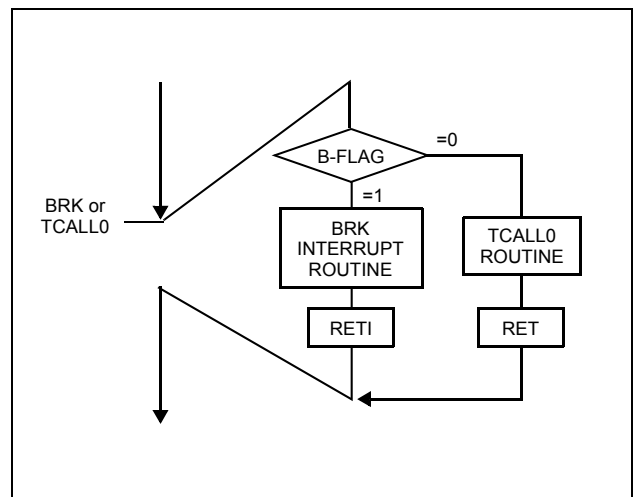 B-FLAG
=0
=1
BRK or
TCALL0
BRK
INTERRUPT
ROUTINE
TCALL0
ROUTINE
RETI
RET